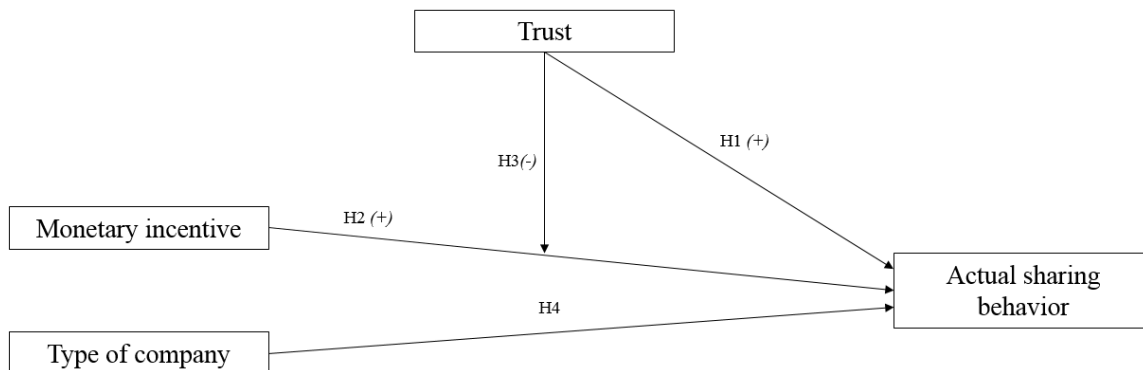 Trust
H1 (+)
H3(-)
H2 (+)
Monetary incentive
Actual sharing
behavior
H4
Type of company